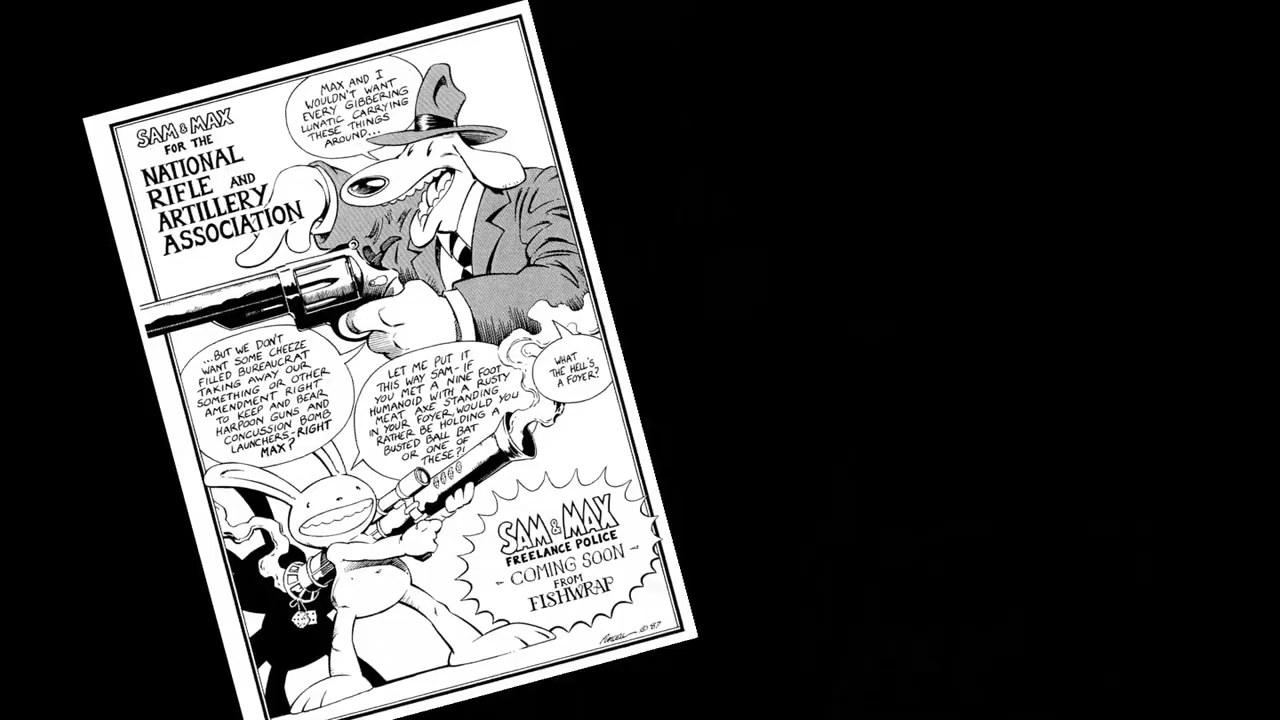 SAM & MAX
FOR THE
NATIONAL
RIFLE AND
ARTILLERY
ASSOCIATION
MAX AND I
WOULDN'T WANT
EVERY GIBBERING
LUNATIC CARRYING
THESE THINGS
AROUND...
...BUT WE DON'T
WANT SOME CHEEZE
FILLED BUREAUCRAT
TAKING AWAY OUR
SOMETHING OR OTHER
AMENDMENT RIGHT
TO KEEP AND BEAR
HARPOON GUNS AND
CONCUSSION BOMB
LAUNCHERS-RIGHT
MAX?
LET ME PUT IT
THIS WAY SAM-IF
YOU MET A NINE FOOT
HUMANOID WITH A RUSTY
MEAT AXE STANDING
IN YOUR FOYER, WOULD YOU
RATHER BE HOLDING A
BUSTED BALL BAT
OR ONE OF
THESE?!
WHAT
THE HELL'S
A FOYER?
SAM & MAX
FREELANCE POLICE
- COMING SOON -
FROM
FISHWRAP
PURCELL © '87